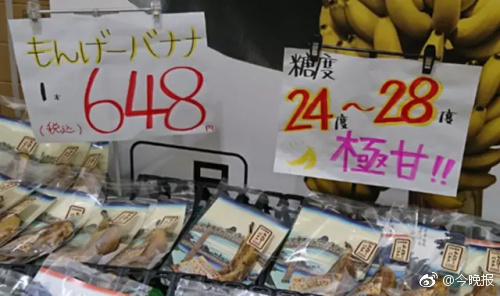 もんげーバナナ
1本 648円
(税込)
糖度
24度～28度
極甘!!
@今晚报